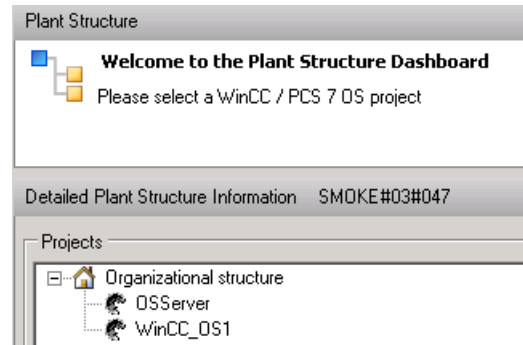 Plant Structure
Welcome to the Plant Structure Dashboard
Please select a WinCC / PCS 7 OS project
Detailed Plant Structure Information SMOKE#03#047
Projects
Organizational structure
OSServer
WinCC_OS1